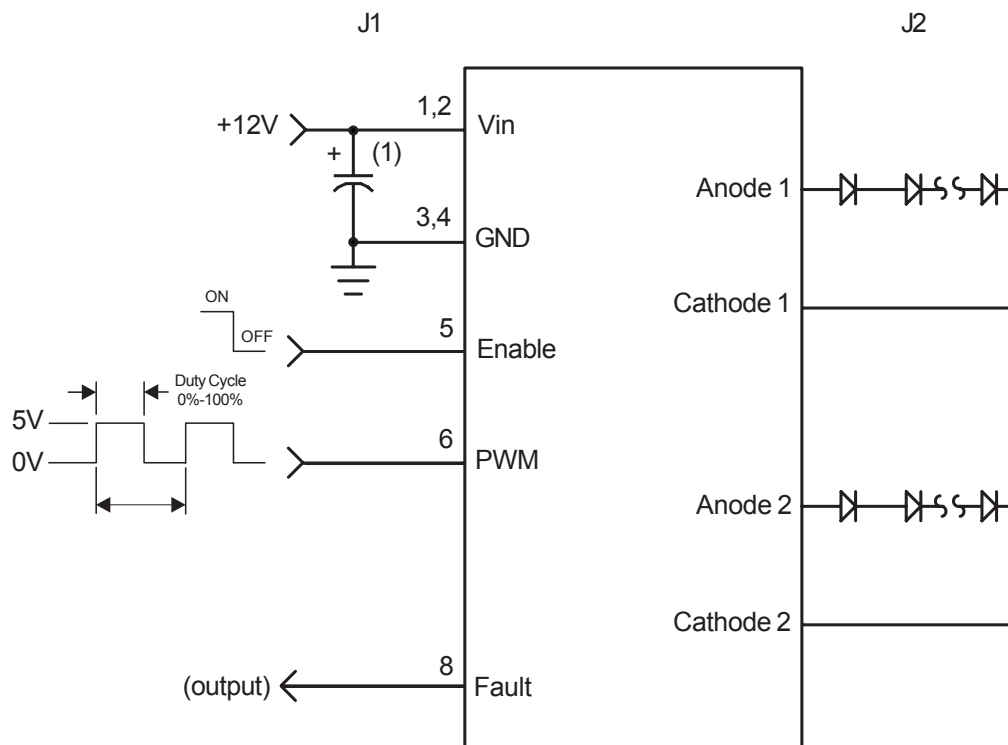 J1
J2
1,2
+12V
Vin
+ (1)
Anode 1
3,4
GND
Cathode 1
ON
OFF
5
Enable
Duty Cycle
0%-100%
5V
0V
6
PWM
Anode 2
Cathode 2
8
(output)
Fault